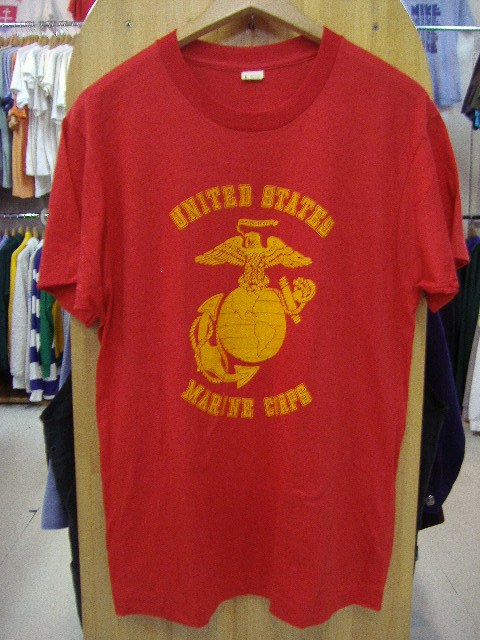 UNITED STATES
MARINE CORPS
NIKE